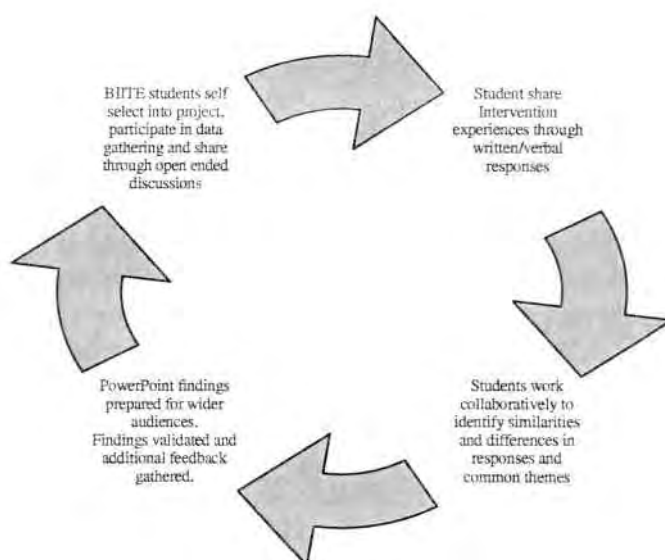 BIITE students self
select into project,
participate in data
gathering and share
through open ended
discussions
Student share
Intervention
experiences through
written/verbal
responses
Students work
collaboratively to
identify similarities
and differences in
responses and
common themes
PowerPoint findings
prepared for wider
audiences.
Findings validated and
additional feedback
gathered.